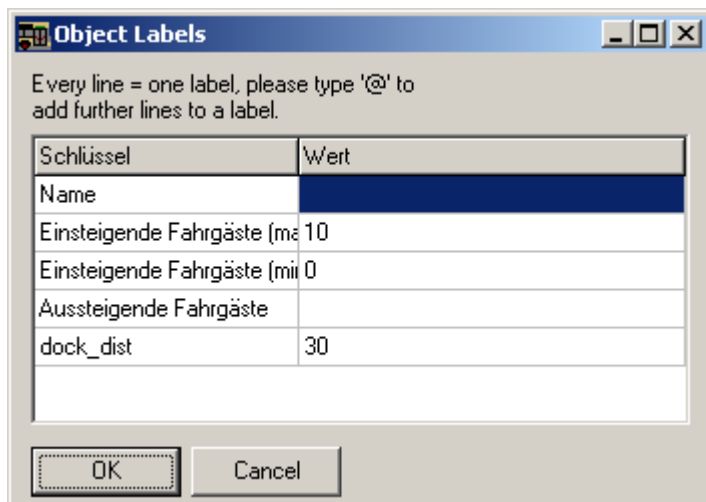 Object Labels
Every line = one label, please type '@' to
add further lines to a label.
Schlüssel Wert
Name
Einsteigende Fahrgäste (ma 10
Einsteigende Fahrgäste (mi 0
Aussteigende Fahrgäste
dock_dist 30
OK Cancel